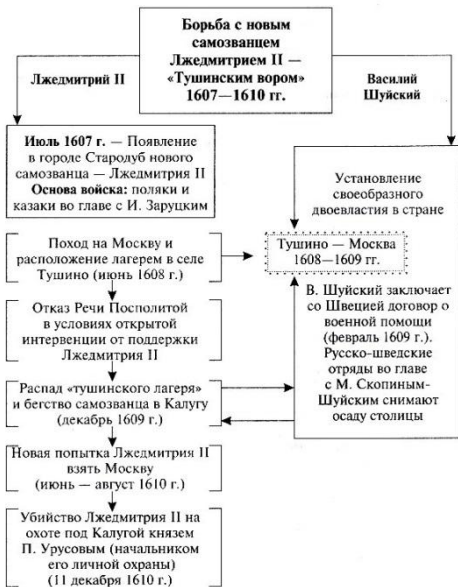 Борьба с новым
самозванцем
Лжедмитрием II —
«Тушинским вором»
1607—1610 гг.
Лжедмитрий II
Василий
Шуйский
Июль 1607 г. — Появление
в городе Стародуб нового
самозванца — Лжедмитрия II
Основа войска: поляки и
казаки во главе с И. Заруцким
Установление
своеобразного
двоевластия в стране
Поход на Москву и
расположение лагерем в селе
Тушино (июнь 1608 г.)
Тушино — Москва
1608—1609 гг.
Отказ Речи Посполитой
в условиях открытой
интервенции от поддержки
Лжедмитрия II
В. Шуйский заключает
со Швецией договор о
военной помощи
(февраль 1609 г.).
Русско-шведские
отряды во главе
с М. Скопиным-
Шуйским снимают
осаду столицы
Распад «тушинского лагеря»
и бегство самозванца в Калугу
(декабрь 1609 г.)
Новая попытка Лжедмитрия II
взять Москву
(июнь — август 1610 г.)
Убийство Лжедмитрия II на
охоте под Калугой князем
П. Урусовым (начальником
его личной охраны)
(11 декабря 1610 г.)